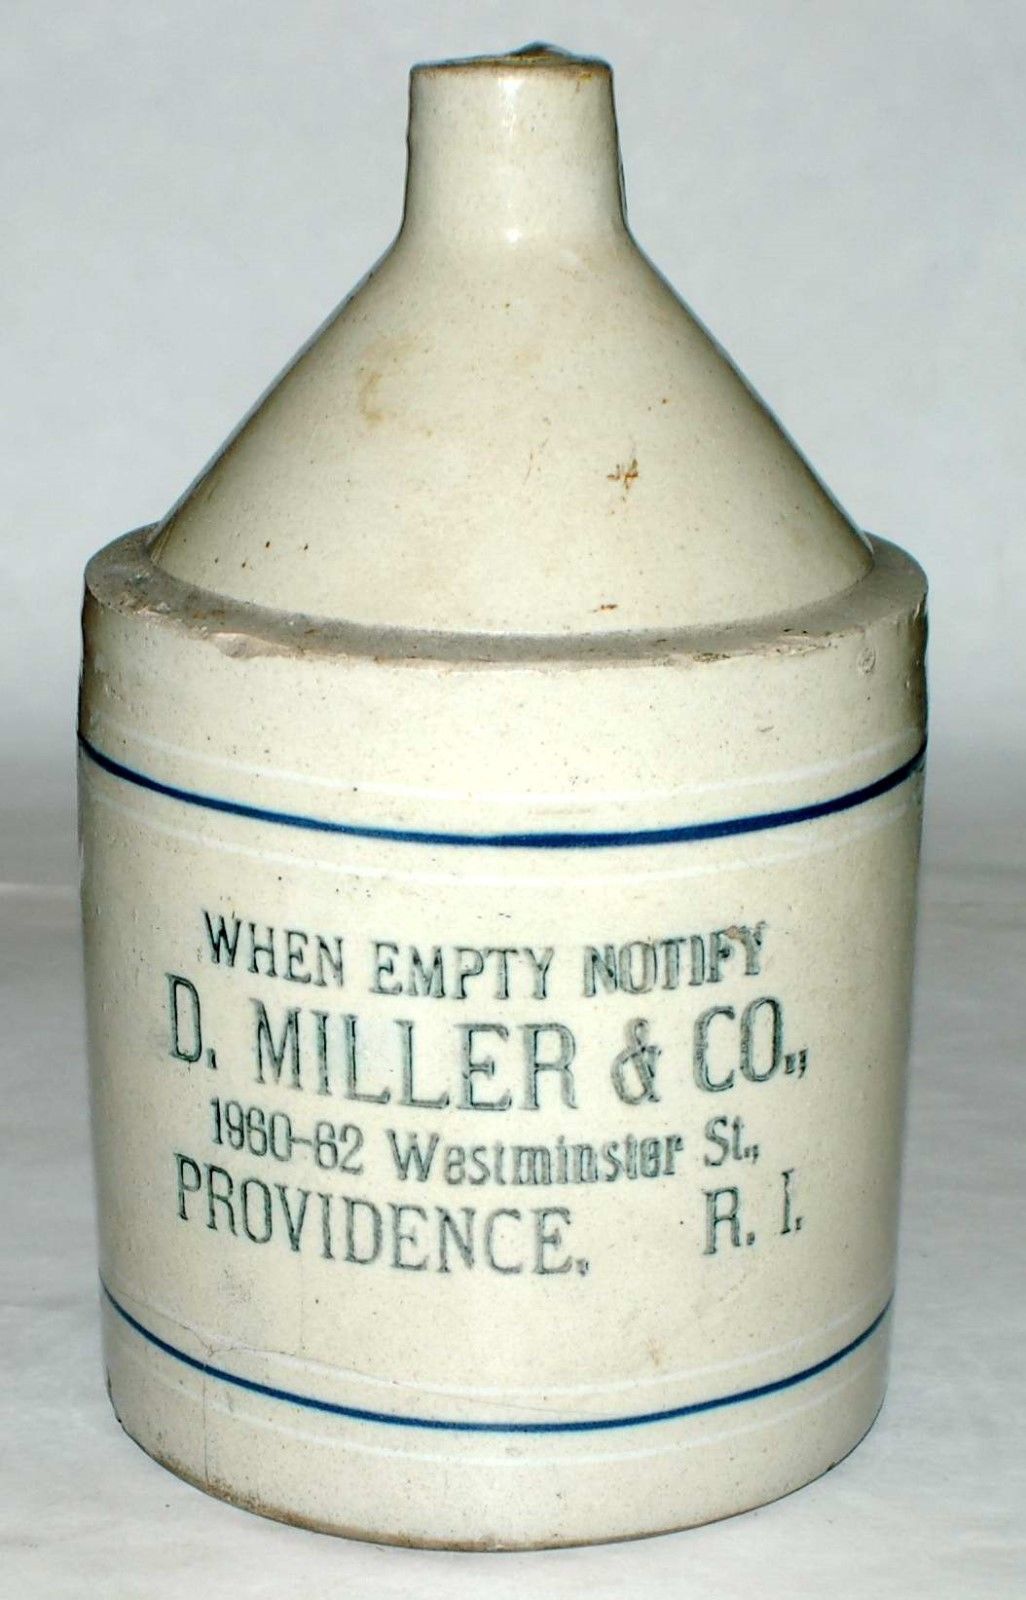 WHEN EMPTY NOTIFY
D. MILLER & CO.,
1960-62 Westminster St.,
PROVIDENCE. R. I.